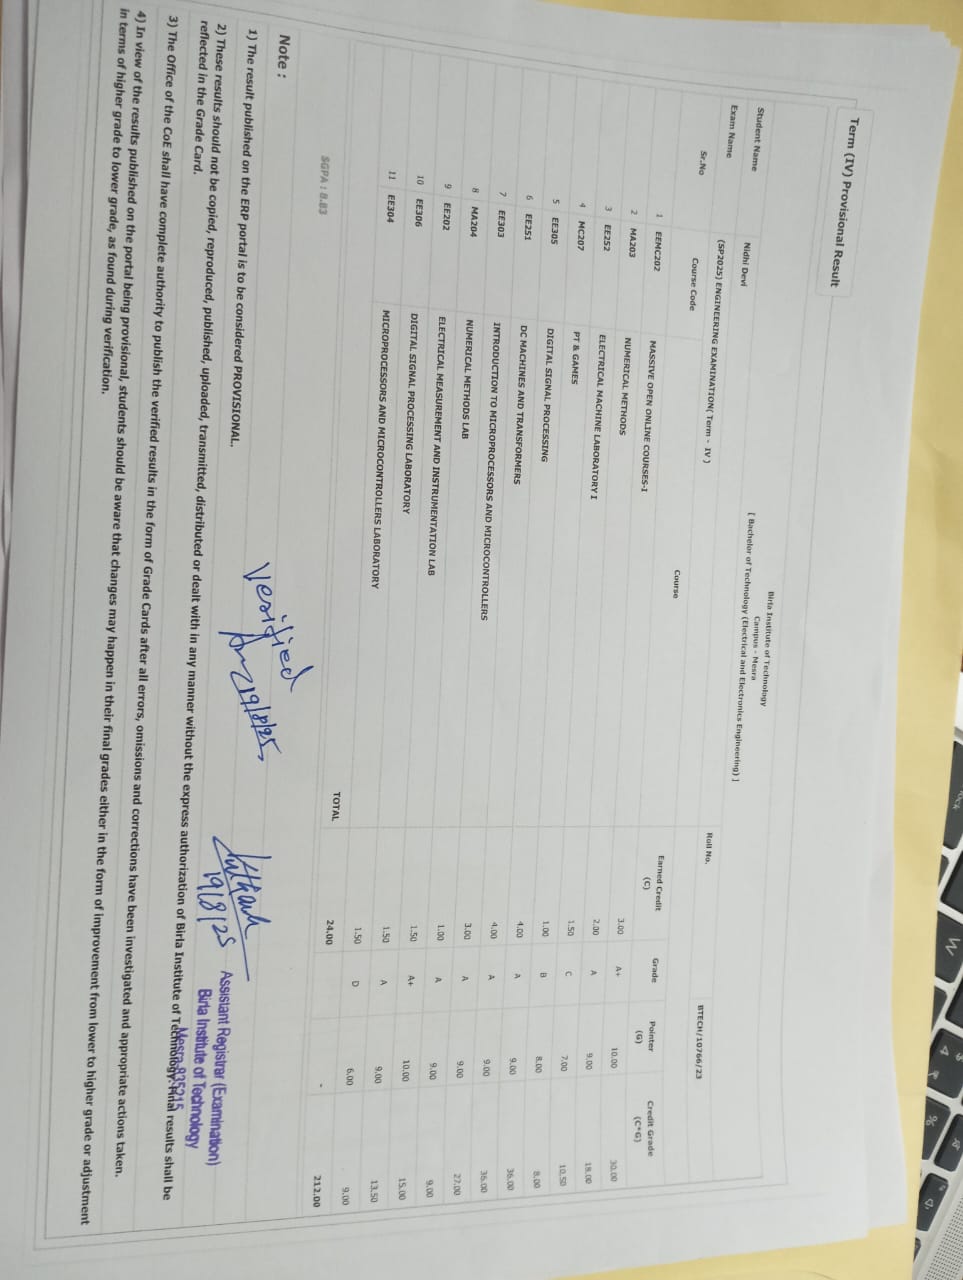 Term (IV) Provisional Result
Birla Institute of Technology
Campus - Mesra
[ Bachelor of Technology (Electrical and Electronics Engineering) ]
Student Name Nidhi Devi Roll No. BTECH/10766/23
Exam Name (SP2025) ENGINEERING EXAMINATION( Term - IV )
Sr.No Course Code Course Earned Credit (C) Grade Pointer (G) Credit Grade (C*G)
1 EEMC202 MASSIVE OPEN ONLINE COURSES-I 3.00 A+ 10.00 30.00
2 MA203 NUMERICAL METHODS 2.00 A 9.00 18.00
3 EE252 ELECTRICAL MACHINE LABORATORY I 1.50 C 7.00 10.50
4 MC207 PT & GAMES 1.00 B 8.00 8.00
5 EE305 DIGITAL SIGNAL PROCESSING 4.00 A 9.00 36.00
6 EE251 DC MACHINES AND TRANSFORMERS 4.00 A 9.00 36.00
7 EE303 INTRODUCTION TO MICROPROCESSORS AND MICROCONTROLLERS 3.00 A 9.00 27.00
8 MA204 NUMERICAL METHODS LAB 1.00 A 9.00 9.00
9 EE202 ELECTRICAL MEASUREMENT AND INSTRUMENTATION LAB 1.50 A+ 10.00 15.00
10 EE306 DIGITAL SIGNAL PROCESSING LABORATORY 1.50 A 9.00 13.50
11 EE304 MICROPROCESSORS AND MICROCONTROLLERS LABORATORY 1.50 D 6.00 9.00
TOTAL 24.00 - 212.00
SGPA : 8.83
Note :
Verified
19/8/25
19/8/25
Assistant Registrar (Examination)
Birla Institute of Technology
Mesra-835215
1) The result published on the ERP portal is to be considered PROVISIONAL.
2) These results should not be copied, reproduced, published, uploaded, transmitted, distributed or dealt with in any manner without the express authorization of Birla Institute of Technology. Final results shall be
reflected in the Grade Card.
3) The Office of the CoE shall have complete authority to publish the verified results in the form of Grade Cards after all errors, omissions and corrections have been investigated and appropriate actions taken.
4) In view of the results published on the portal being provisional, students should be aware that changes may happen in their final grades either in the form of improvement from lower to higher grade or adjustment
in terms of higher grade to lower grade, as found during verification.